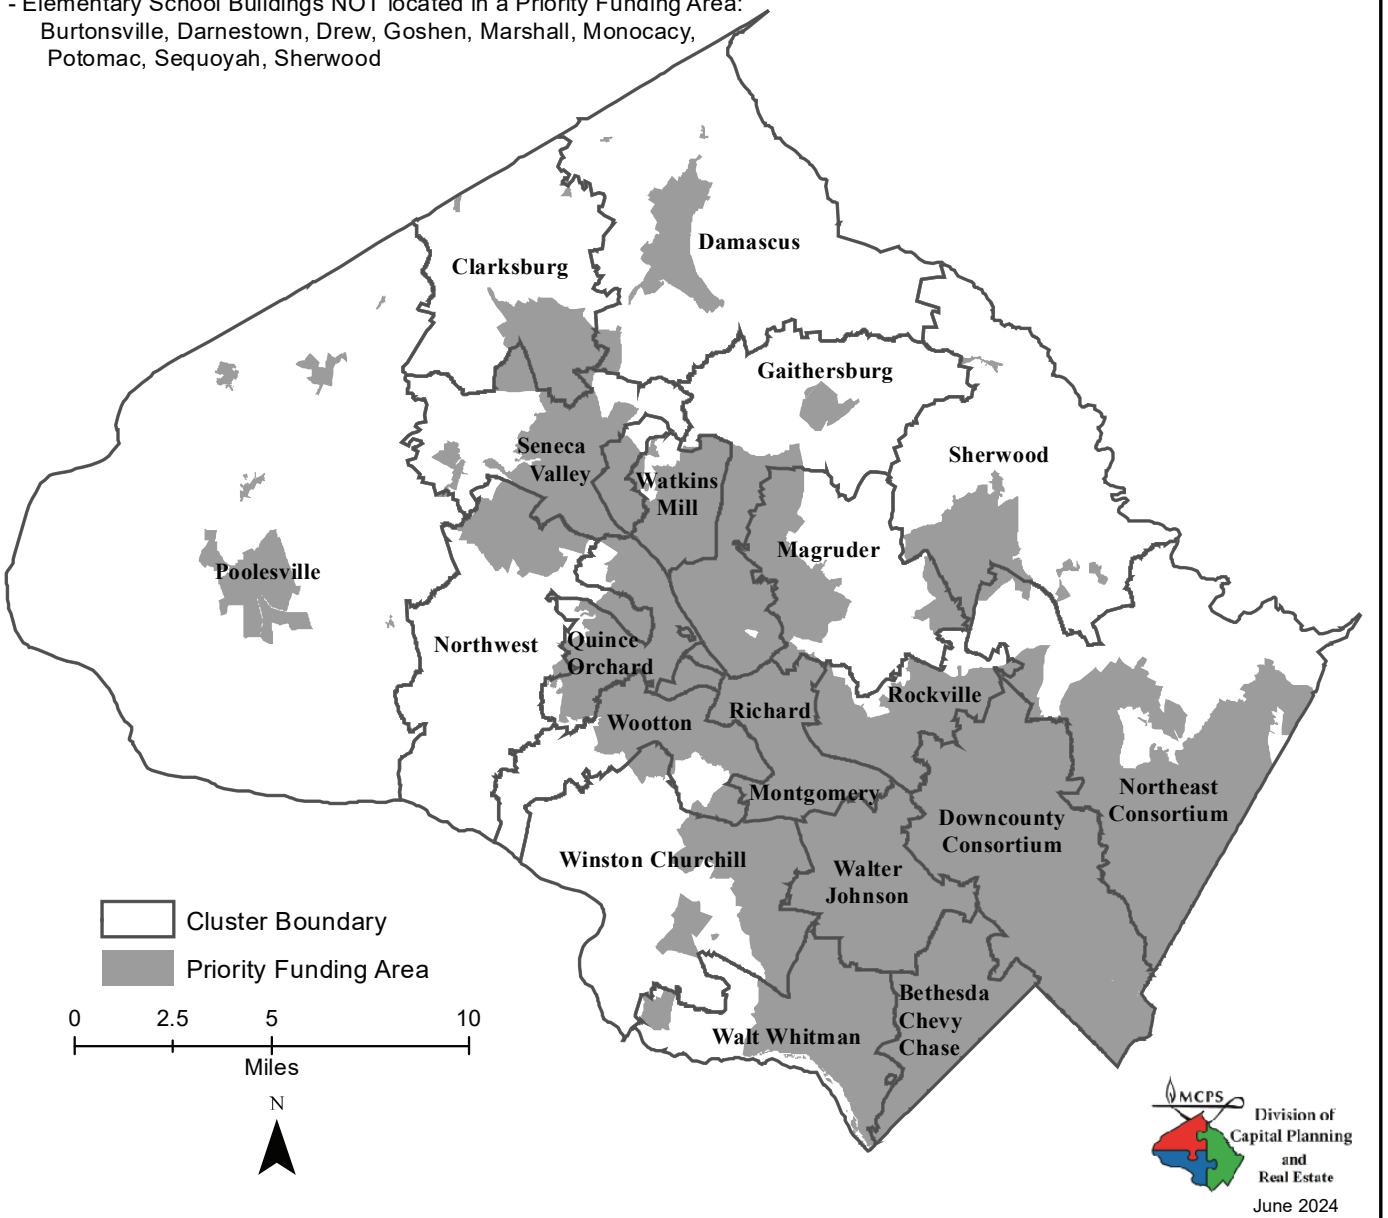 - Elementary School Buildings NOT located in a Priority Funding Area:
Burtonsville, Darnestown, Drew, Goshen, Marshall, Monocacy,
Potomac, Sequoyah, Sherwood
Damascus
Clarksburg
Gaithersburg
Seneca
Valley
Sherwood
Watkins
Mill
Magruder
Poolesville
Northwest
Quince
Orchard
Rockville
Richard
Wootton
Montgomery
Northeast
Consortium
Downcounty
Consortium
Winston Churchill
Walter
Johnson
Cluster Boundary
Priority Funding Area
Bethesda
Chevy
Chase
Walt Whitman
0 2.5 5 10
Miles
N
MCPS
Division of
Capital Planning
and
Real Estate
June 2024